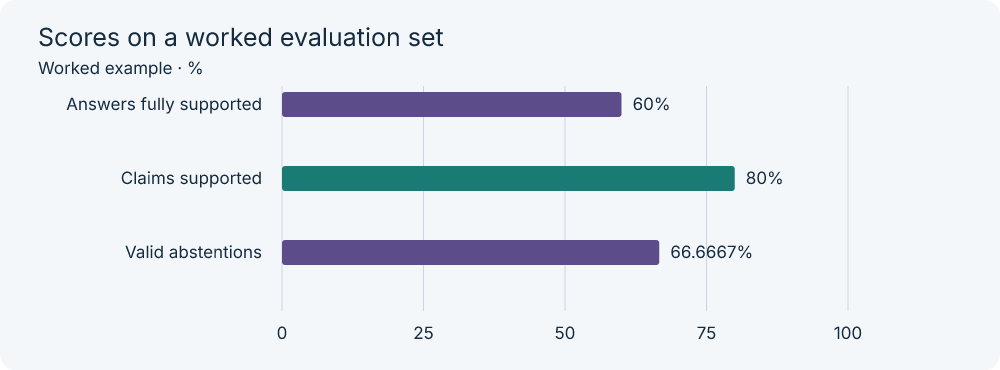 Scores on a worked evaluation set
Worked example · %
Answers fully supported 60%
Claims supported 80%
Valid abstentions 66.6667%
0 25 50 75 100